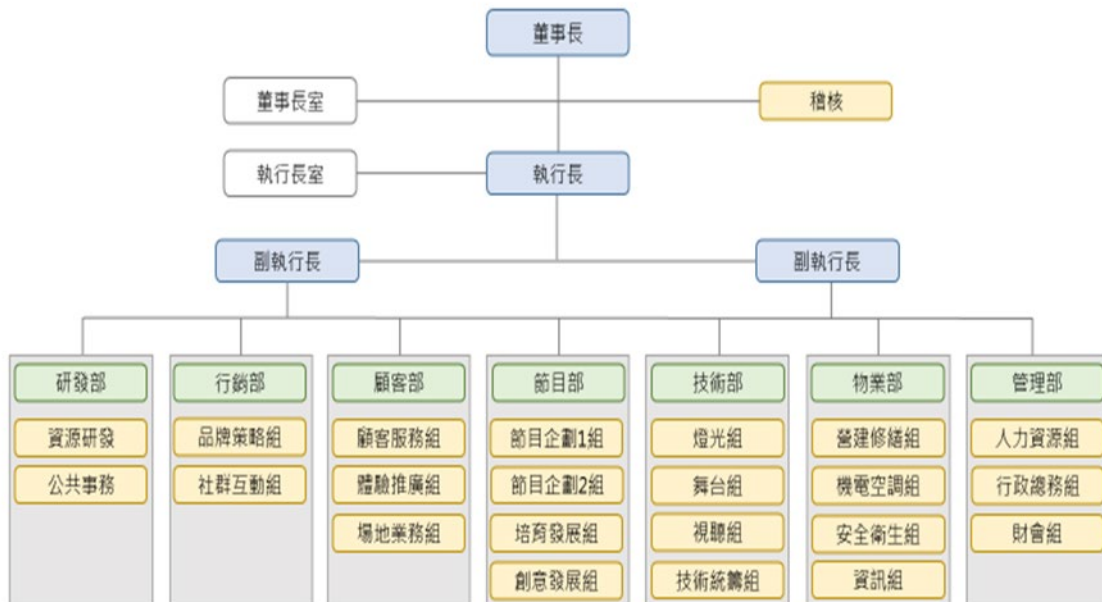 董事長
董事長室
稽核
執行長室
執行長
副執行長
副執行長
研發部
資源研發
公共事務
行銷部
品牌策略組
社群互動組
顧客部
顧客服務組
體驗推廣組
場地業務組
節目部
節目企劃1組
節目企劃2組
培育發展組
創意發展組
技術部
燈光組
舞台組
視聽組
技術統籌組
物業部
營建修繕組
機電空調組
安全衛生組
資訊組
管理部
人力資源組
行政總務組
財會組